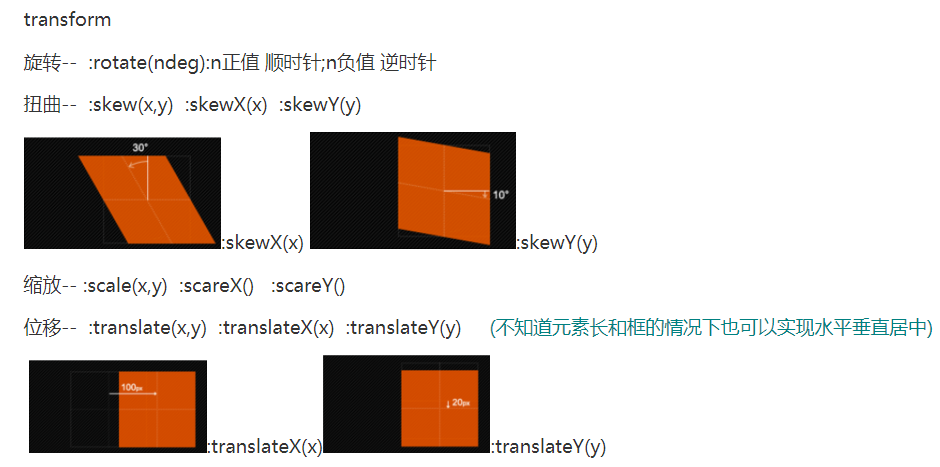 transform
旋转-- :rotate(ndeg):n正值 顺时针;n负值 逆时针
扭曲-- :skew(x,y) :skewX(x) :skewY(y)
30°
10°
:skewX(x) :skewY(y)
缩放-- :scale(x,y) :scareX() :scareY()
位移-- :translate(x,y) :translateX(x) :translateY(y) (不知道元素长和框的情况下也可以实现水平垂直居中)
100px
20px
:translateX(x) :translateY(y)